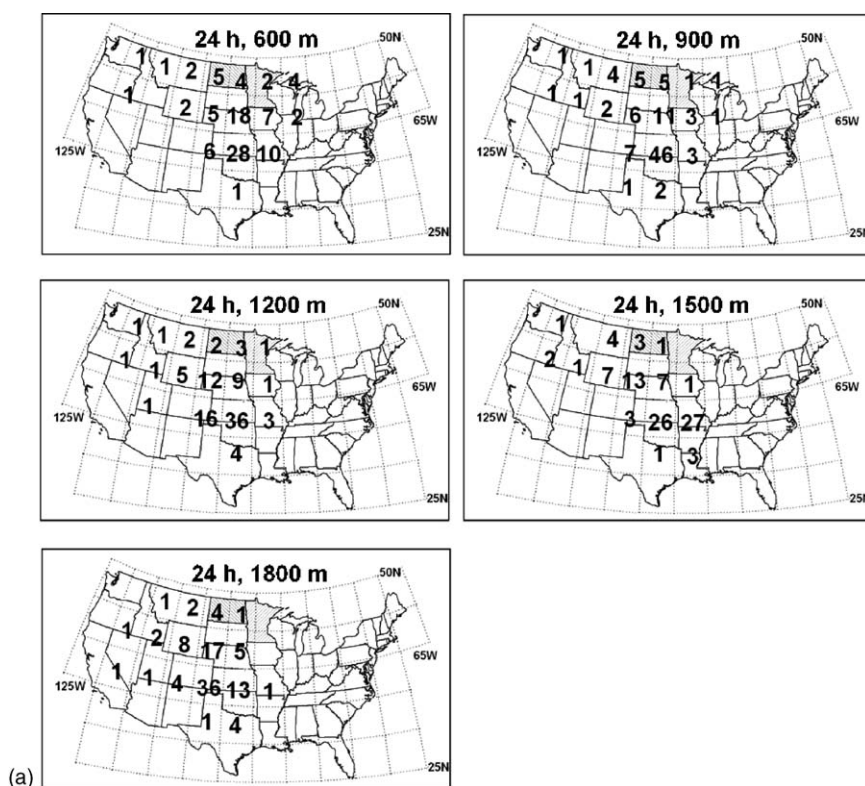 24 h, 600 m
50N
1 1 2 5 4 2 4
1 2 5 18 7 2
65W
125W
6 28 10
1
25N
24 h, 900 m
50N
1 1 4 5 5 1 1
1 1 2 6 11 3 1
65W
125W
7 46 3
1 2
25N
24 h, 1200 m
50N
1 1 2 2 3 1
1 1 5 12 9 1
65W
125W
1 16 36 3
4
25N
24 h, 1500 m
50N
1 4 3 1
2 1 7 13 7 1
65W
125W
3 26 27
1 3
25N
24 h, 1800 m
50N
1 2 4 1
1 2 8 17 5
65W
125W
1 1 4 36 13 1
1 4
25N
(a)